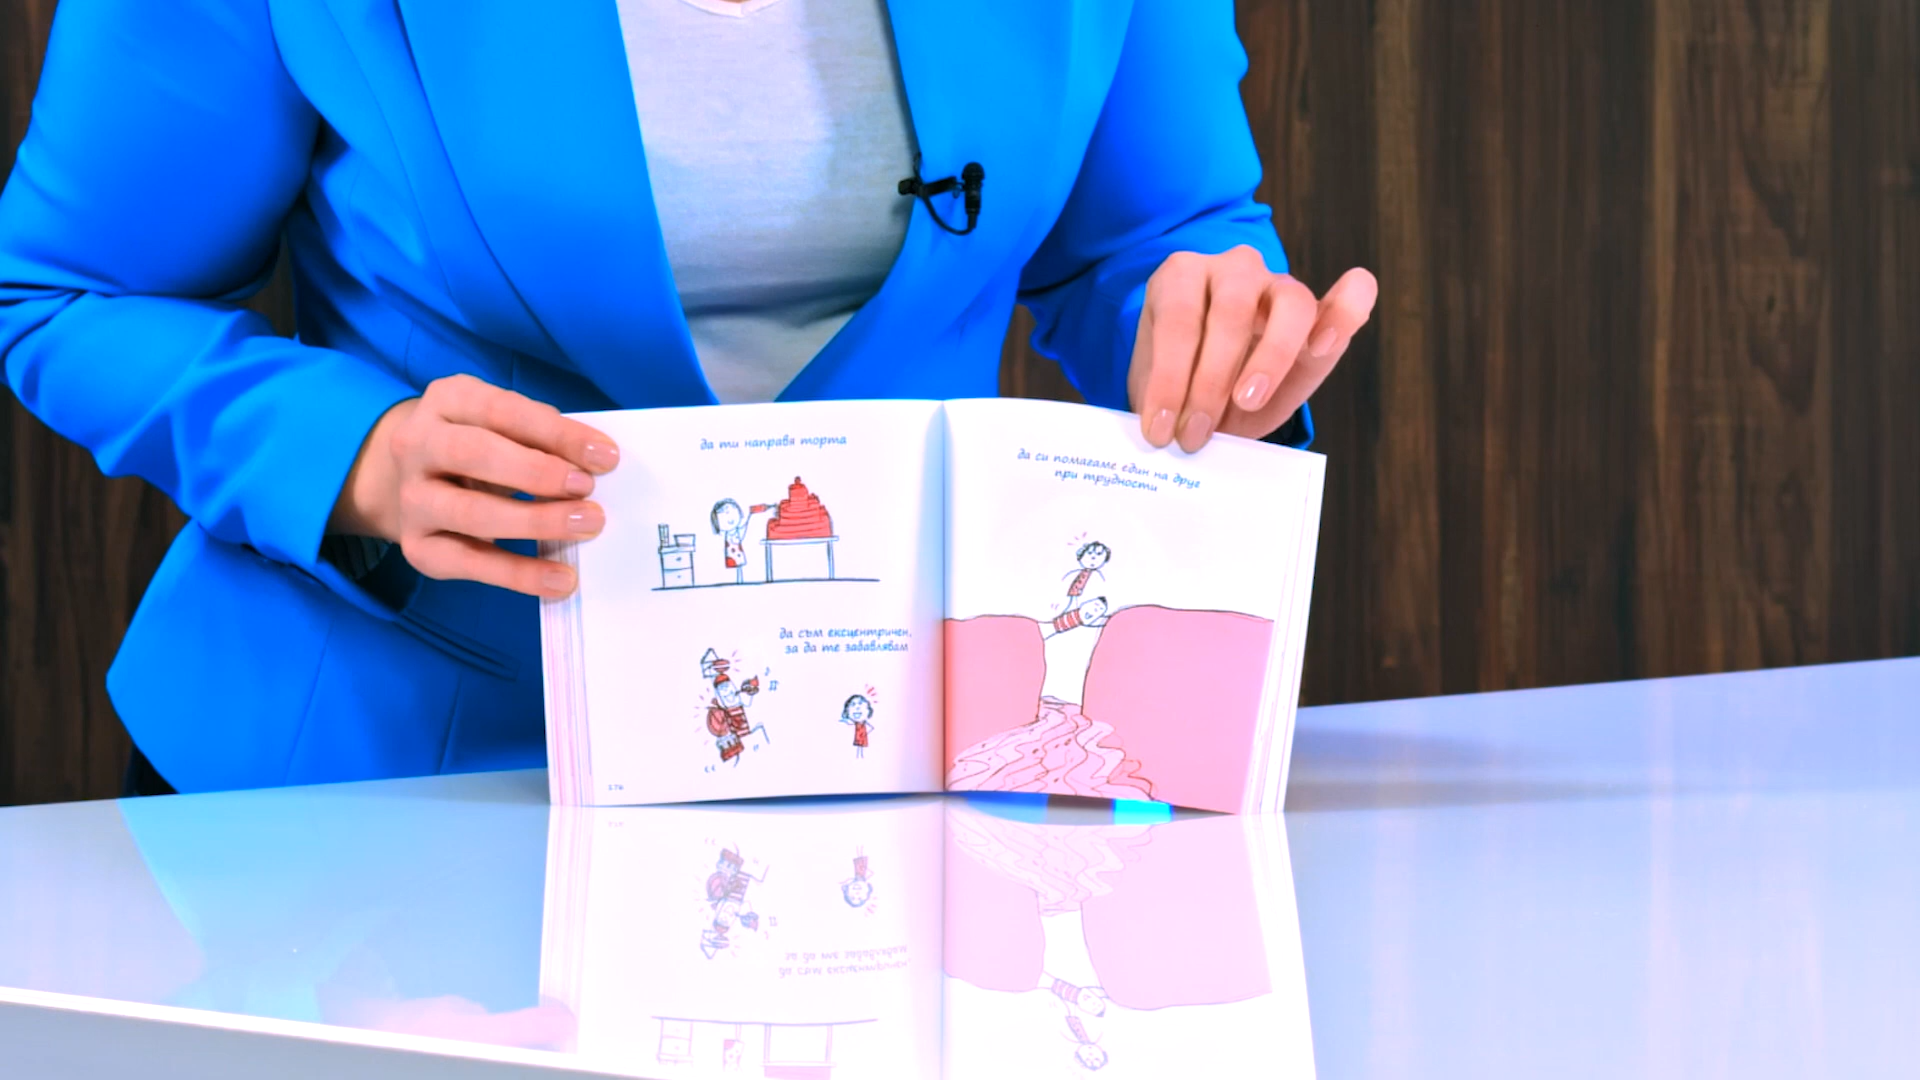 да ти направя торта
да съм ексцентричен,
за да те забавлявам
да си помагаме един на друг
при трудности